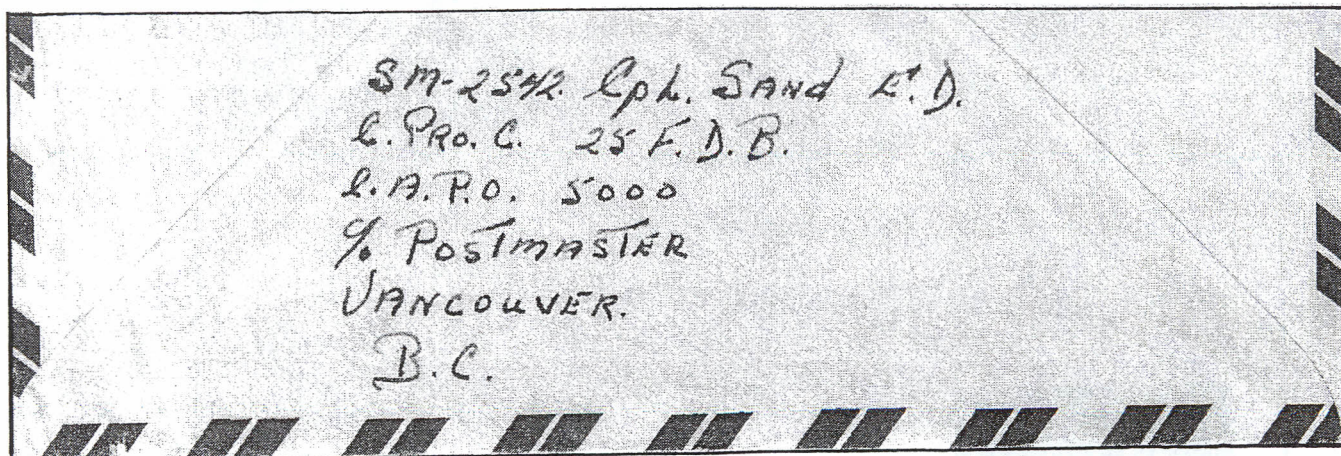 SM-2542 Cpl. SAND E.D.
C. PRO. C. 25 F. D. B.
C. A. P. O. 5000
c/o POSTMASTER
VANCOUVER.
B.C.